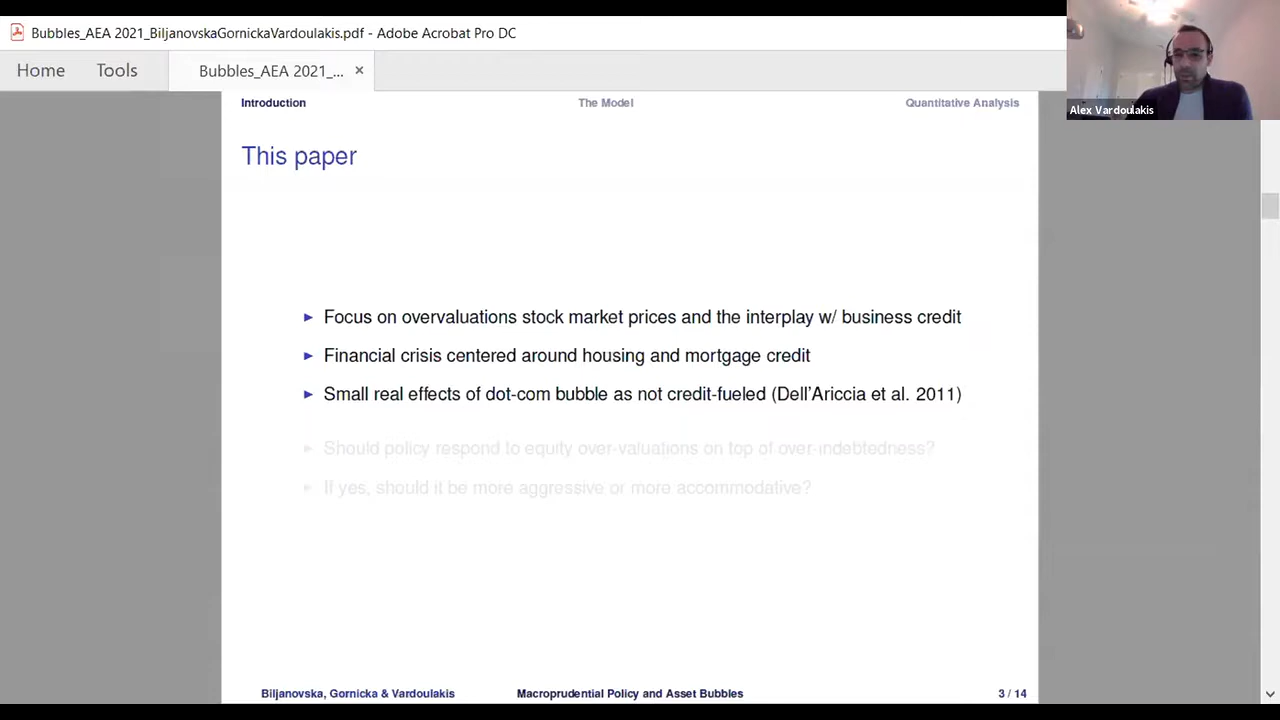 Bubbles_AEA 2021_BiljanovskaGornickaVardoulakis.pdf - Adobe Acrobat Pro DC
Home Tools Bubbles_AEA 2021_... ×
Alex Vardoulakis
Introduction The Model Quantitative Analysis
This paper
Focus on overvaluations stock market prices and the interplay w/ business credit
Financial crisis centered around housing and mortgage credit
Small real effects of dot-com bubble as not credit-fueled (Dell'Ariccia et al. 2011)
Should policy respond to equity over-valuations on top of over-indebtedness?
If yes, should it be more aggressive or more accommodative?
Biljanovska, Gornicka & Vardoulakis Macroprudential Policy and Asset Bubbles 3 / 14